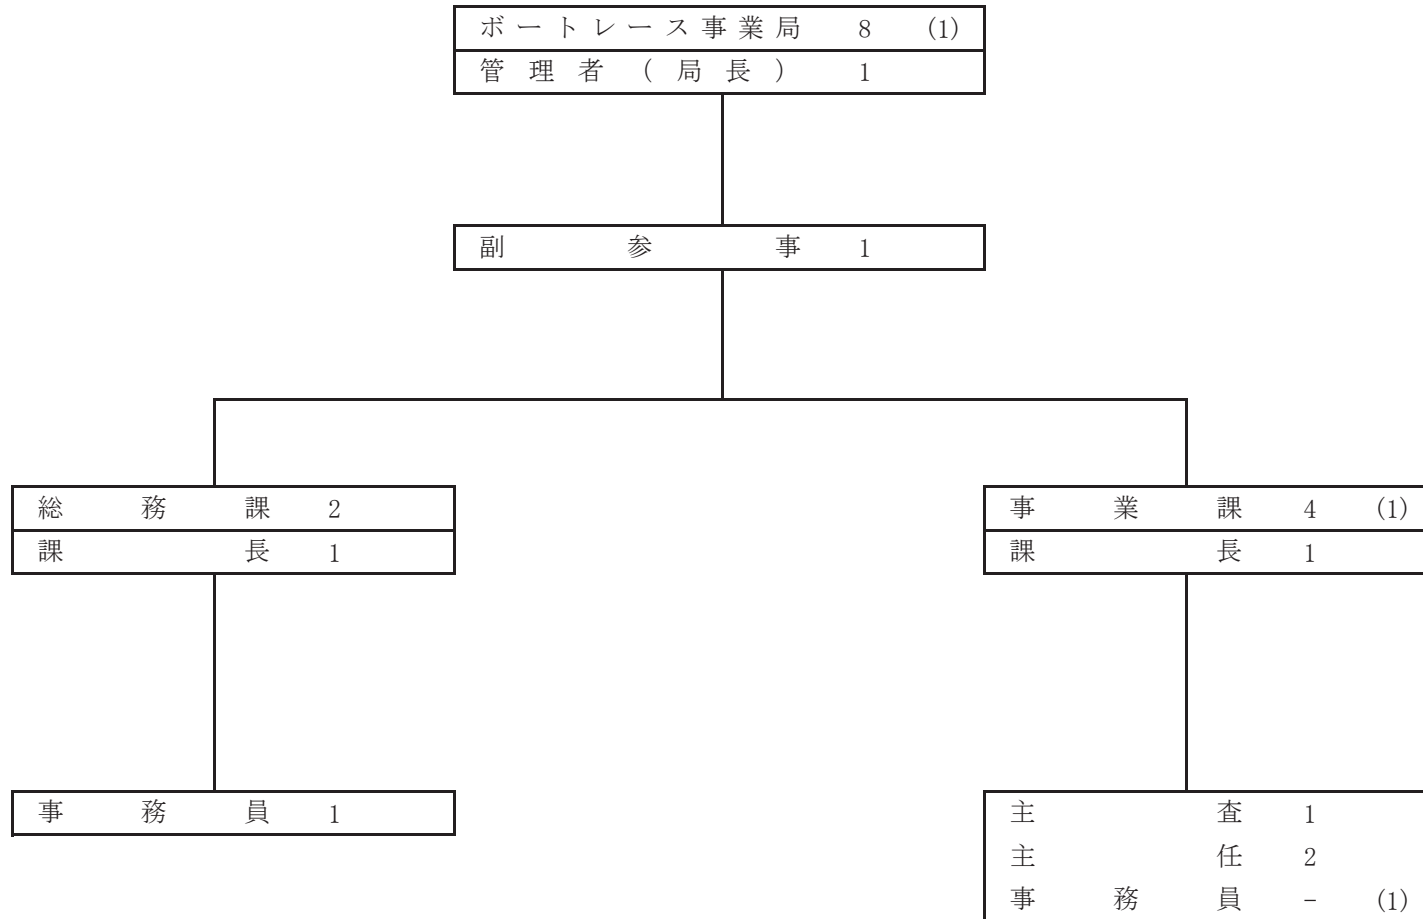 ボートレース事業局 8 (1)
管理者(局長) 1
副参事 1
総務課 2
課長 1
事業課 4 (1)
課長 1
事務員 1
主査 1
主任 2
事務員 - (1)